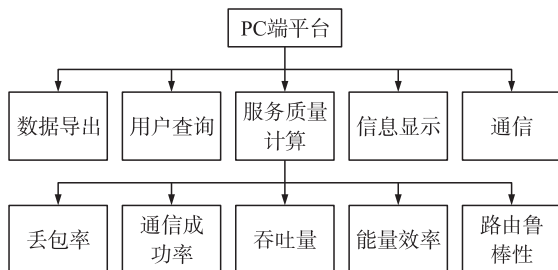 PC端平台
数据导出
用户查询
服务质量
计算
信息显示
通信
丢包率
通信成
功率
吞吐量
能量效率
路由鲁
棒性